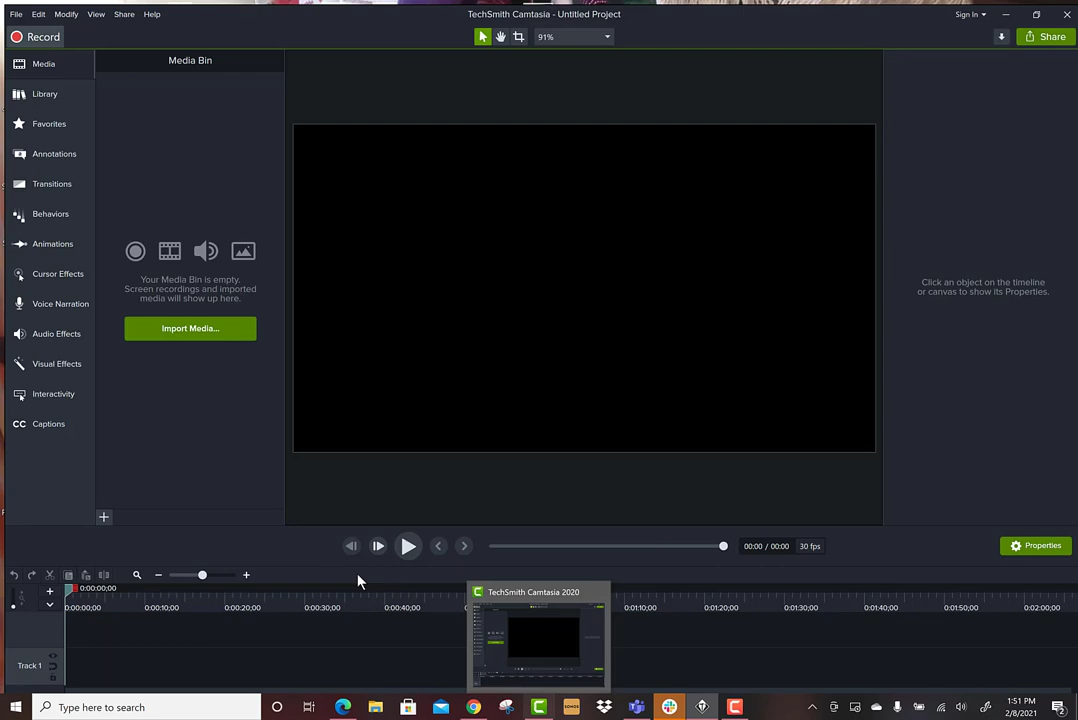 File Edit Modify View Share Help
TechSmith Camtasia - Untitled Project
Sign In
Record
91%
Share
Media
Library
Favorites
Annotations
Transitions
Behaviors
Animations
Cursor Effects
Voice Narration
Audio Effects
Visual Effects
Interactivity
CC Captions
Media Bin
Your Media Bin is empty.
Screen recordings and imported
media will show up here.
Import Media...
Click an object on the timeline
or canvas to show its Properties.
00:00 / 00:00 30 fps
Properties
0:00:00;00
0:00:00;00 0:00:10;00 0:00:20;00 0:00:30;00 0:00:40;00 0:01:10;00 0:01:20;00 0:01:30;00 0:01:40;00 0:01:50;00 0:02:00;00
TechSmith Camtasia 2020
Track 1
Type here to search
SONOS
1:51 PM
2/8/2021
2